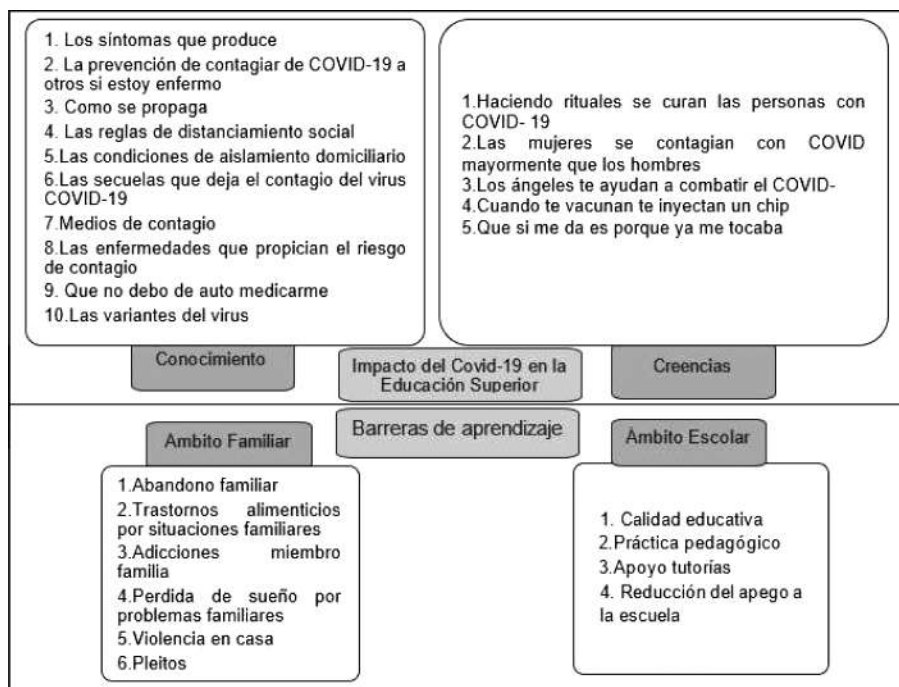 1. Los síntomas que produce
2. La prevención de contagiar de COVID-19 a
otros si estoy enfermo
3. Como se propaga
4. Las reglas de distanciamiento social
5.Las condiciones de aislamiento domiciliario
6.Las secuelas que deja el contagio del virus
COVID-19
7. Medios de contagio
8.Las enfermedades que propician el riesgo
de contagio
9. Que no debo de auto medicarme
10.Las variantes del virus
Conocimiento
1.Haciendo rituales se curan las personas con
COVID- 19
2.Las mujeres se contagian con COVID
mayormente que los hombres
3.Los ángeles te ayudan a combatir el COVID-
4.Cuando te vacunan te inyectan un chip
5.Que si me da es porque ya me tocaba
Creencias
Impacto del Covid-19 en la
Educación Superior
Barreras de aprendizaje
Ambito Familiar
1.Abandono familiar
2.Trastornos alimenticios
por situaciones familiares
3.Adicciones miembro
familia
4.Perdida de sueño por
problemas familiares
5.Violencia en casa
6.Pleitos
Àmbito Escolar
1. Calidad educativa
2.Práctica pedagógico
3.Apoyo tutorías
4. Reducción del apego a
la escuela